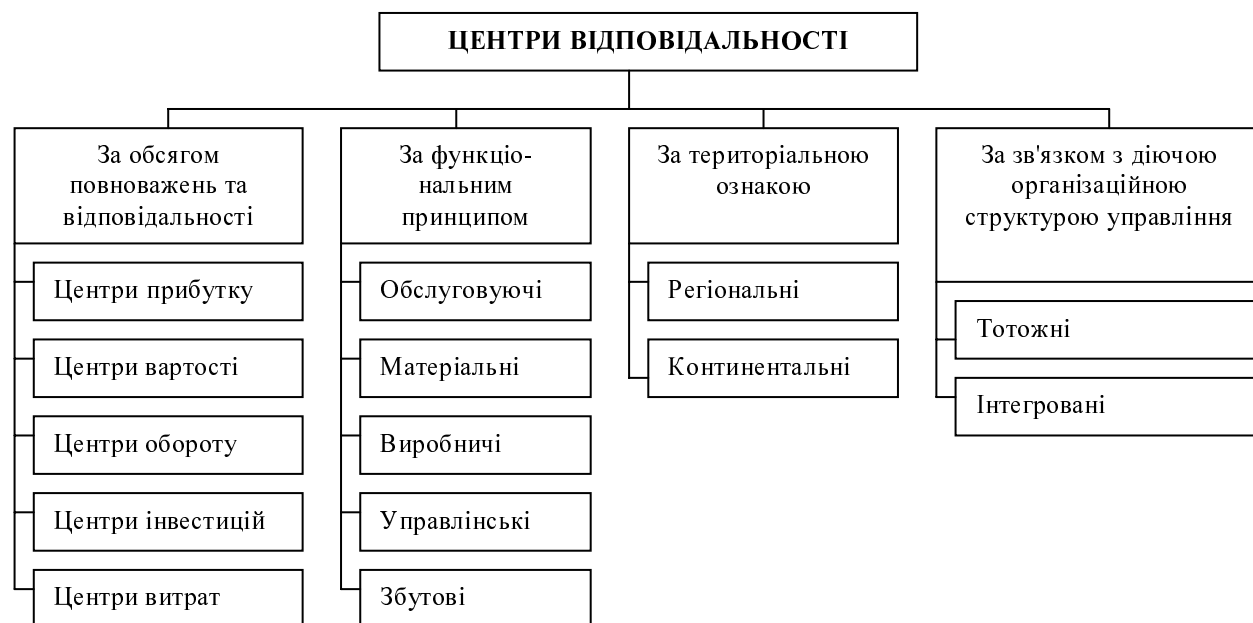 ЦЕНТРИ ВІДПОВІДАЛЬНОСТІ
За обсягом
повноважень та
відповідальності
Центри прибутку
Центри вартості
Центри обороту
Центри інвестицій
Центри витрат
За функціо-
нальним
принципом
Обслуговуючі
Матеріальні
Виробничі
Управлінські
Збутові
За територіальною
ознакою
Регіональні
Континентальні
За зв'язком з діючою
організаційною
структурою управління
Тотожні
Інтегровані